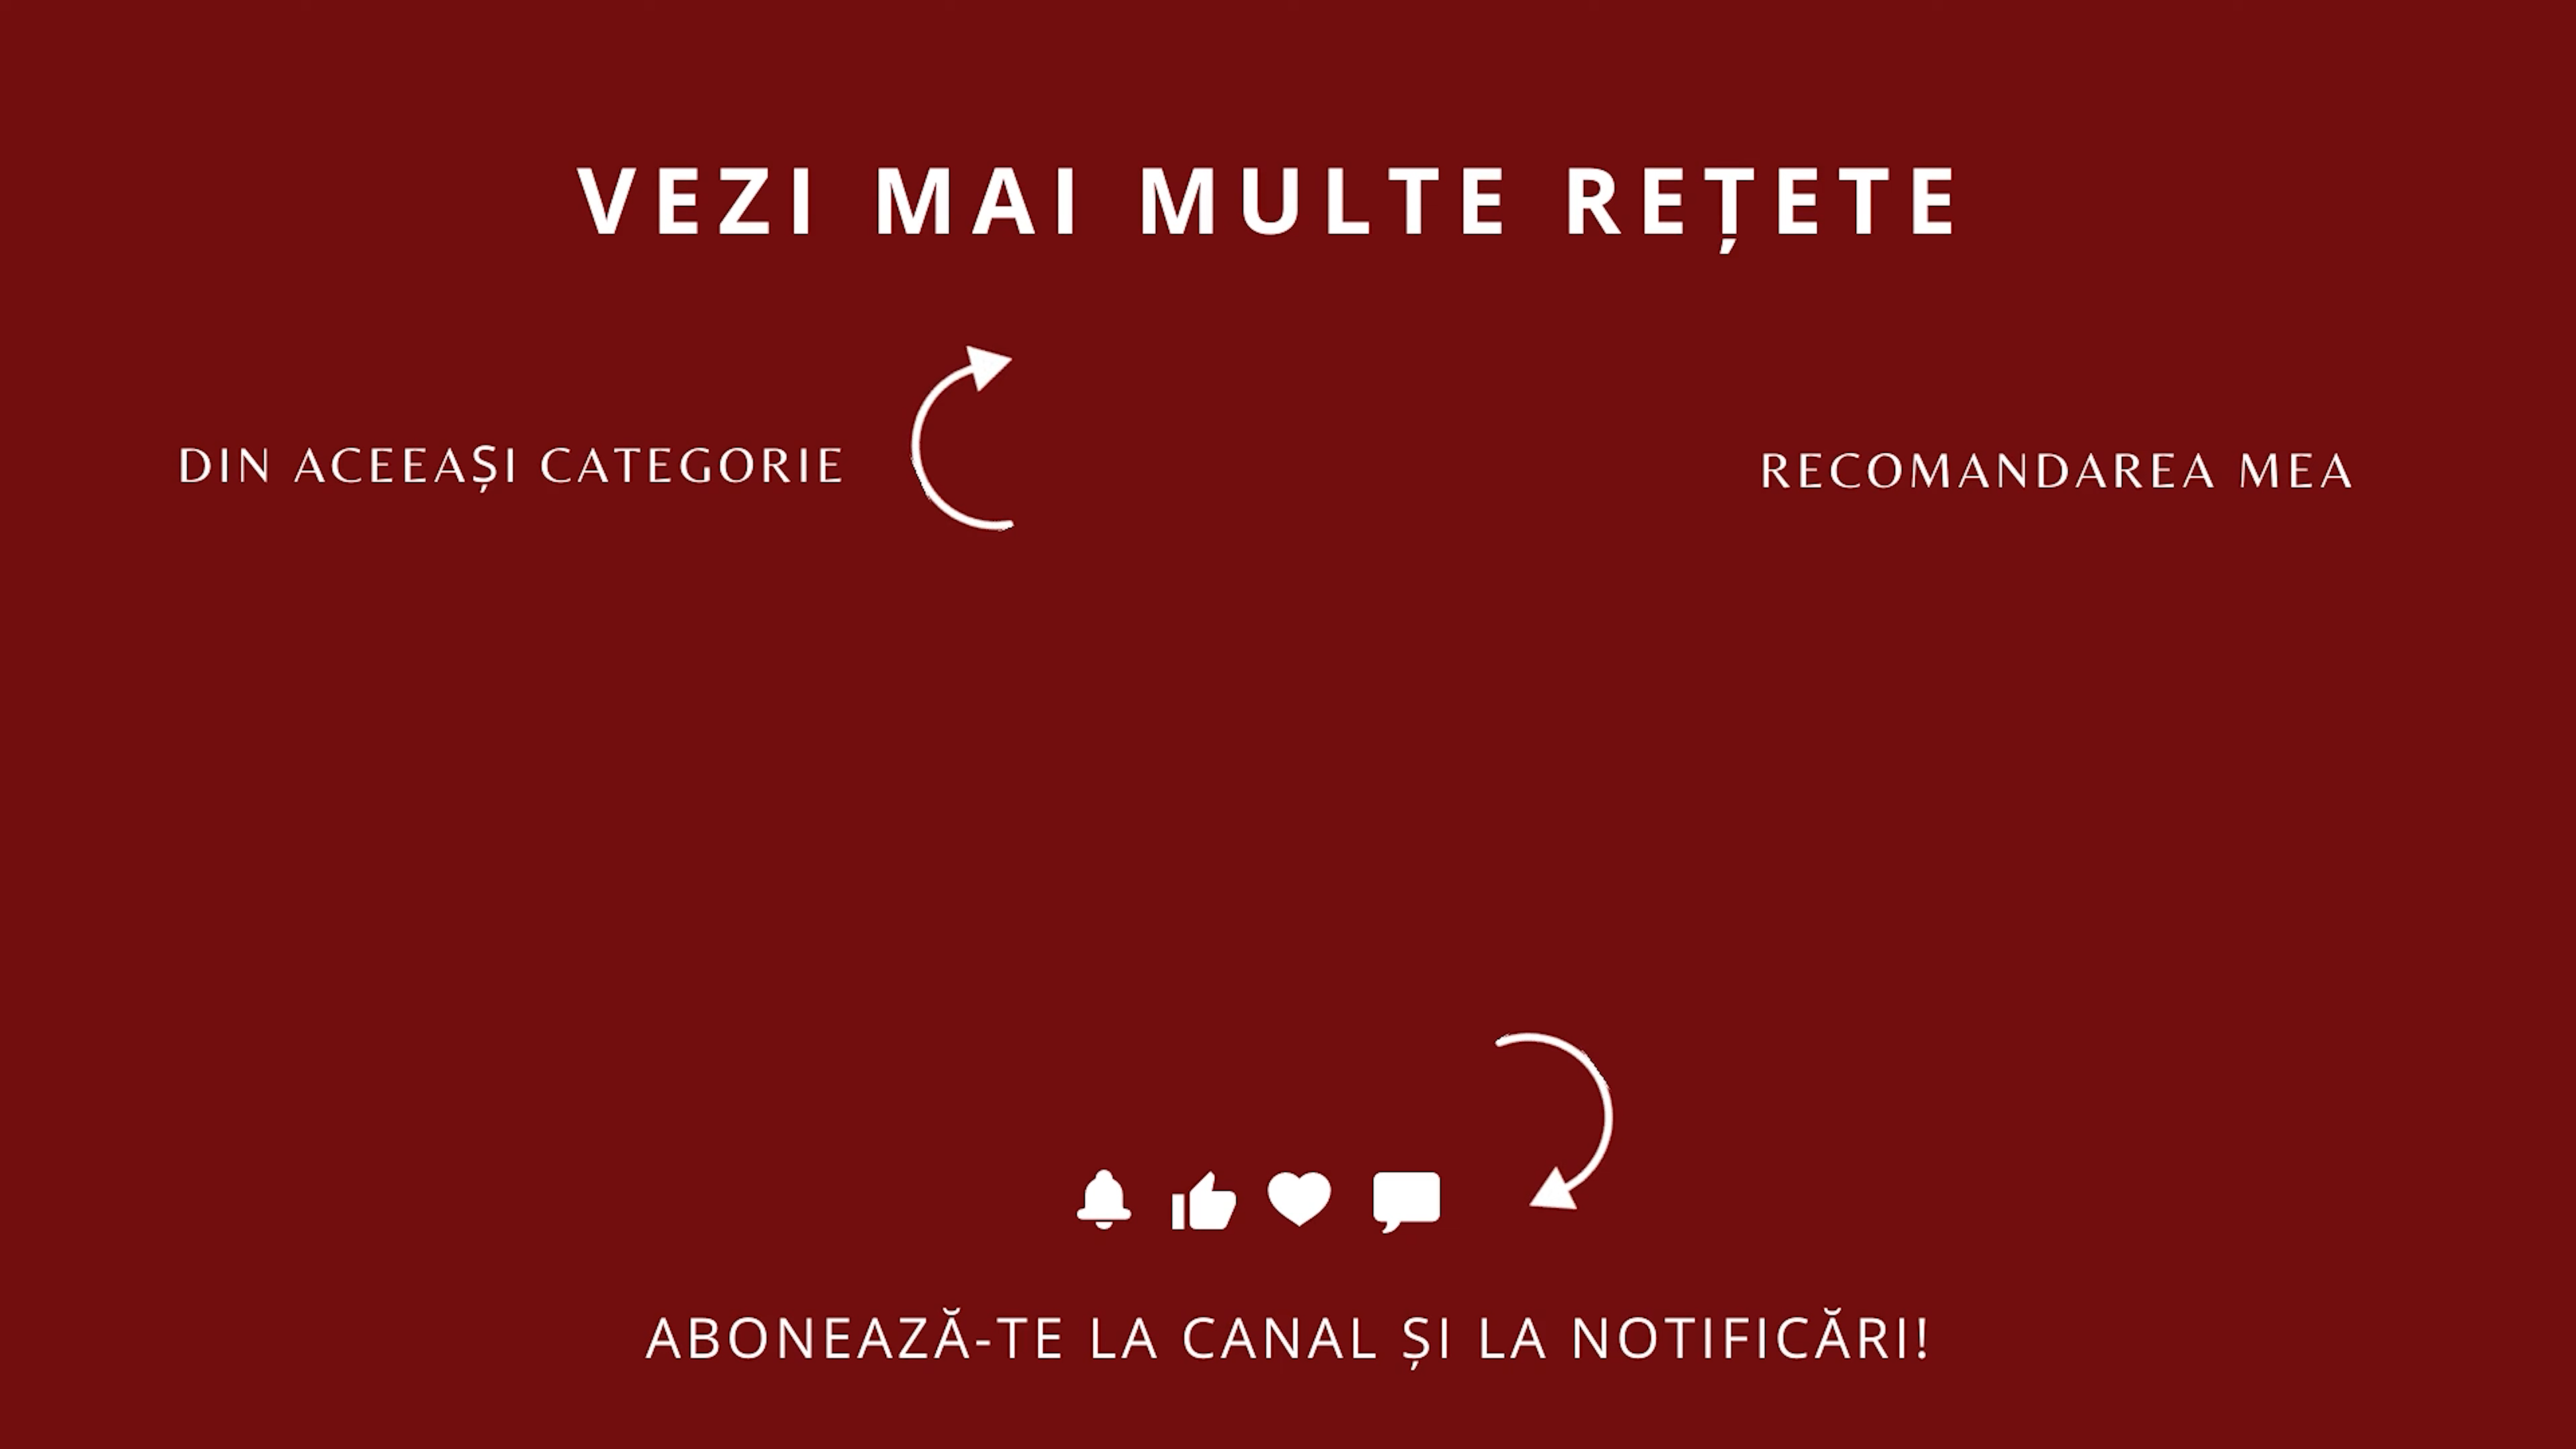 VEZI MAI MULTE REȚETE
DIN ACEEAȘI CATEGORIE
RECOMANDAREA MEA
ABONEAZĂ-TE LA CANAL ȘI LA NOTIFICĂRI!